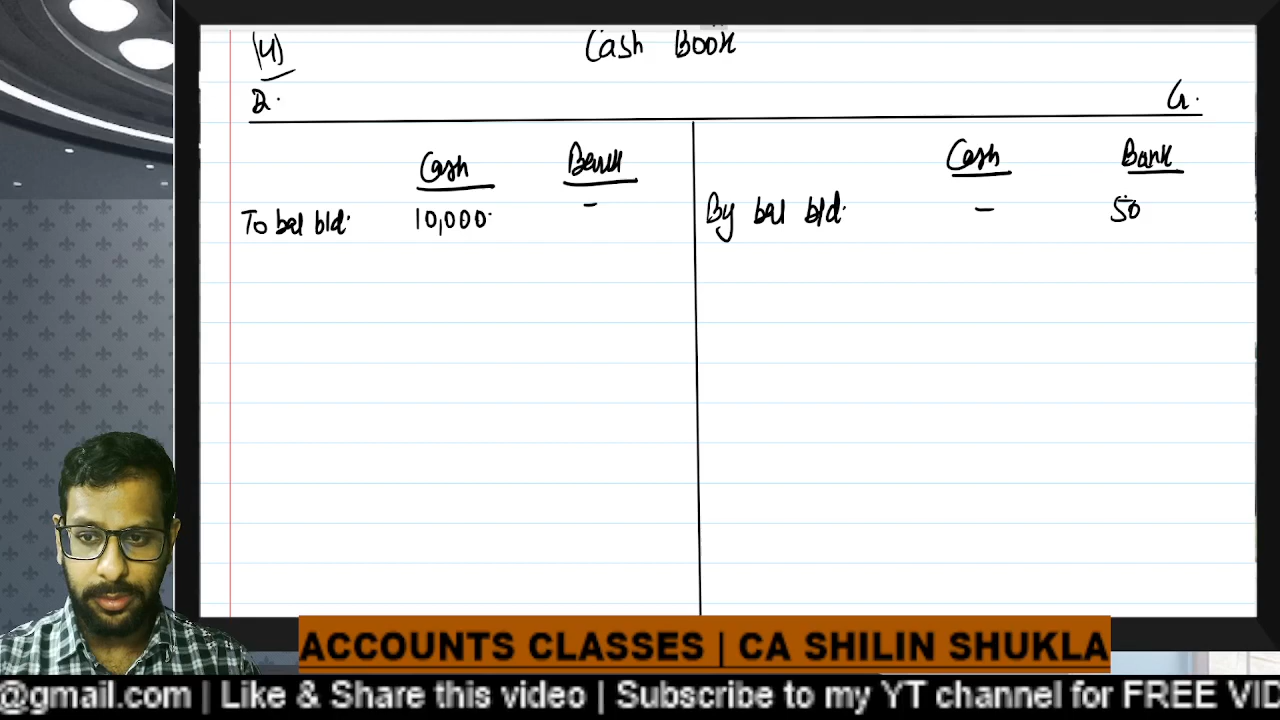 (4)
Cash Book
Dr.
Cr.
Cash Bank Cash Bank
To bal b/d. 10,000. - By bal b/d. - 50
ACCOUNTS CLASSES | CA SHILIN SHUKLA
@gmail.com | Like & Share this video | Subscribe to my YT channel for FREE VID